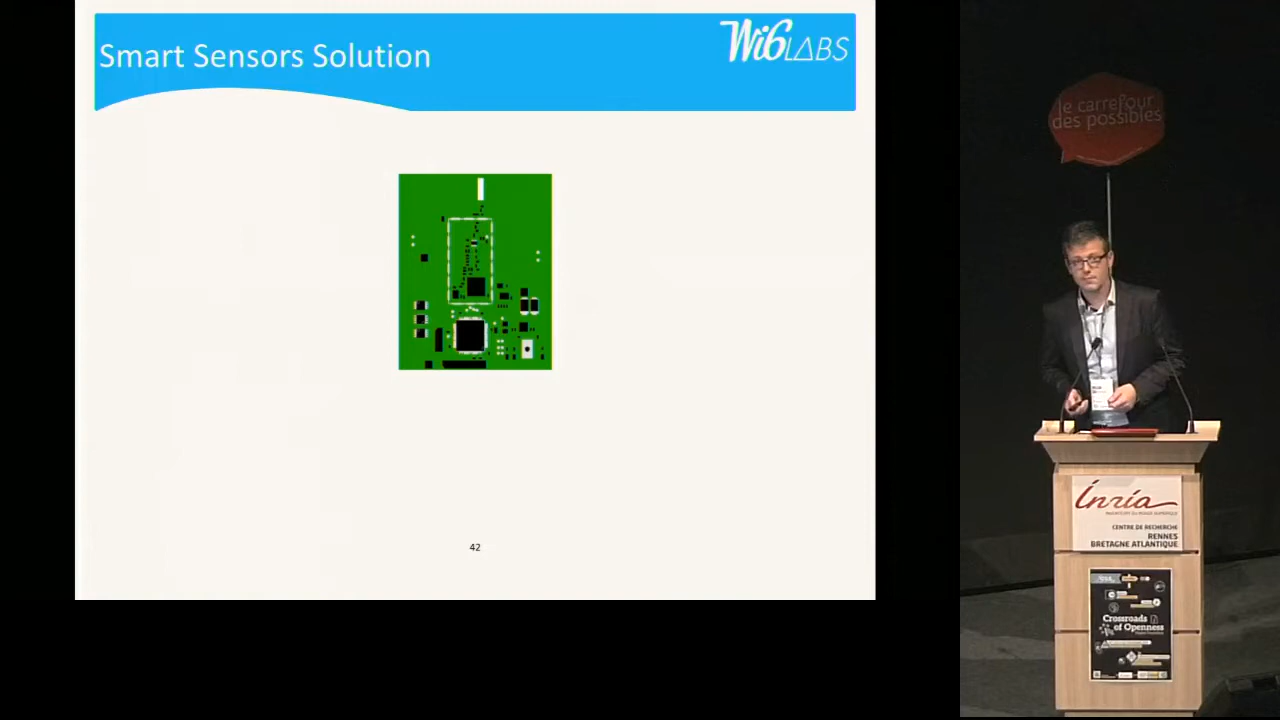 Smart Sensors Solution
Wi6LABS
42
le carrefour
des possibles
Inria
CENTRE DE RECHERCHE
RENNES
BRETAGNE ATLANTIQUE
Crossroads
of Openness